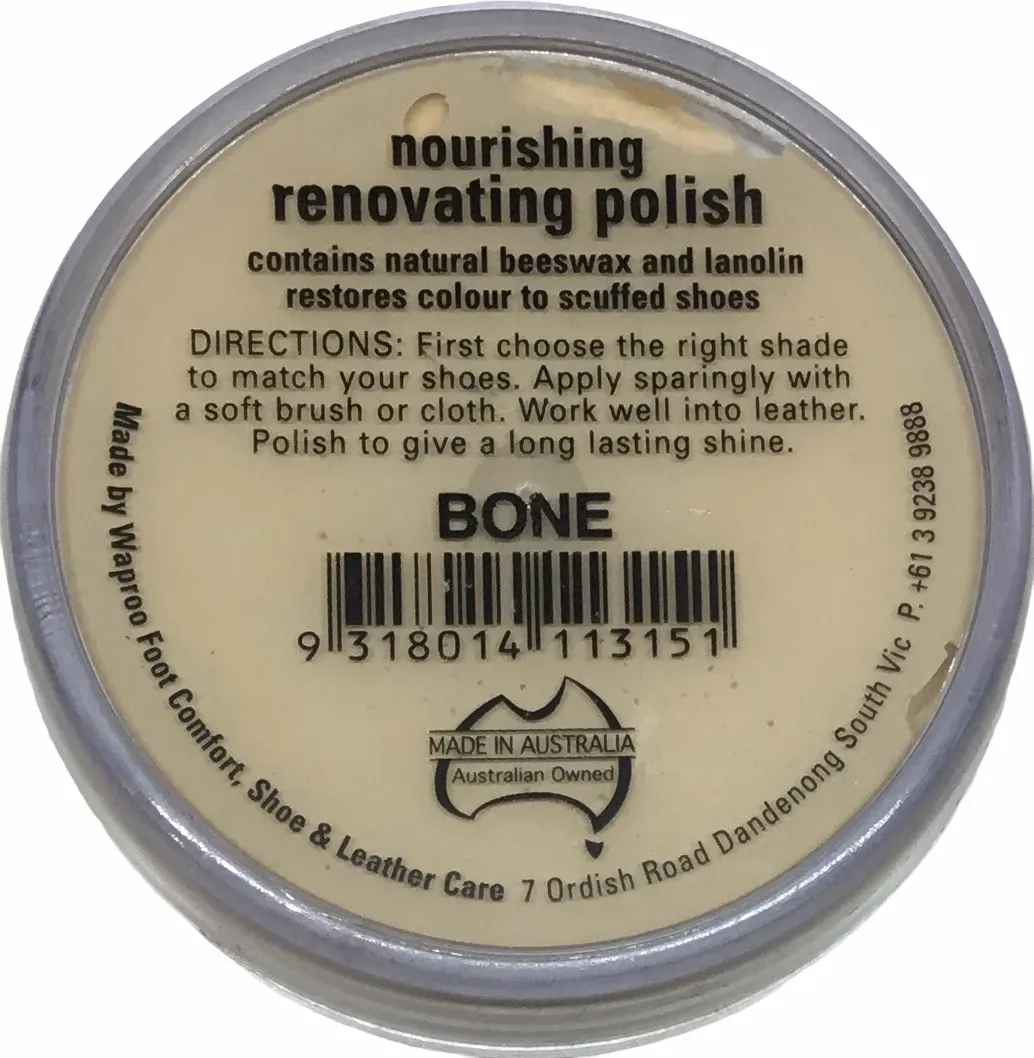 nourishing
renovating polish
contains natural beeswax and lanolin
restores colour to scuffed shoes
DIRECTIONS: First choose the right shade
to match your shoes. Apply sparingly with
a soft brush or cloth. Work well into leather.
Polish to give a long lasting shine.
BONE
9 318014 113151
MADE IN AUSTRALIA
Australian Owned
Made by Waproo Foot Comfort, Shoe & Leather Care 7 Ordish Road Dandenong South Vic P. +61 3 9238 9888